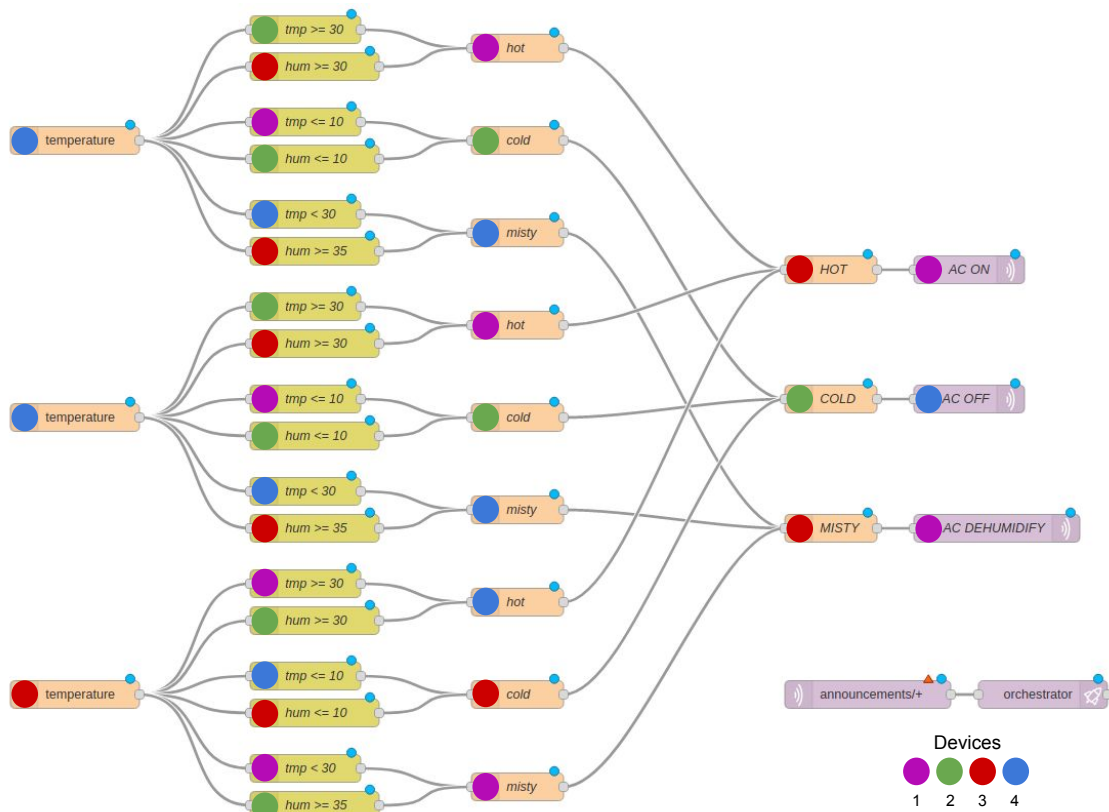 tmp >= 30
hum >= 30
hot
tmp <= 10
temperature
cold
hum <= 10
tmp < 30
misty
hum >= 35
HOT
AC ON
tmp >= 30
hum >= 30
hot
tmp <= 10
temperature
cold
hum <= 10
COLD
AC OFF
tmp < 30
misty
hum >= 35
MISTY
AC DEHUMIDIFY
tmp >= 30
hum >= 30
hot
tmp <= 10
temperature
cold
hum <= 10
announcements/+
orchestrator
tmp < 30
misty
hum >= 35
Devices
1 2 3 4